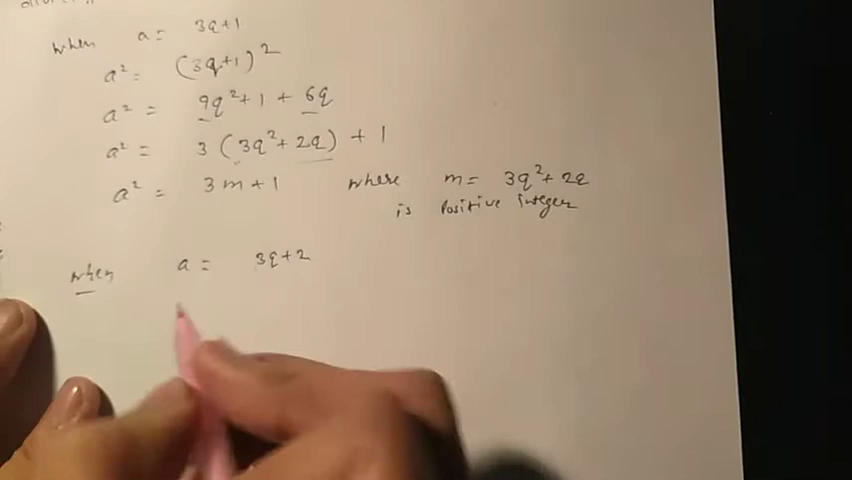 when a = 3q+1
a² = (3q+1)²
a² = 9q²+1 + 6q
a² = 3 (3q²+2q) + 1
a² = 3m+1 where m = 3q²+2q
is positive integer
when a = 3q+2